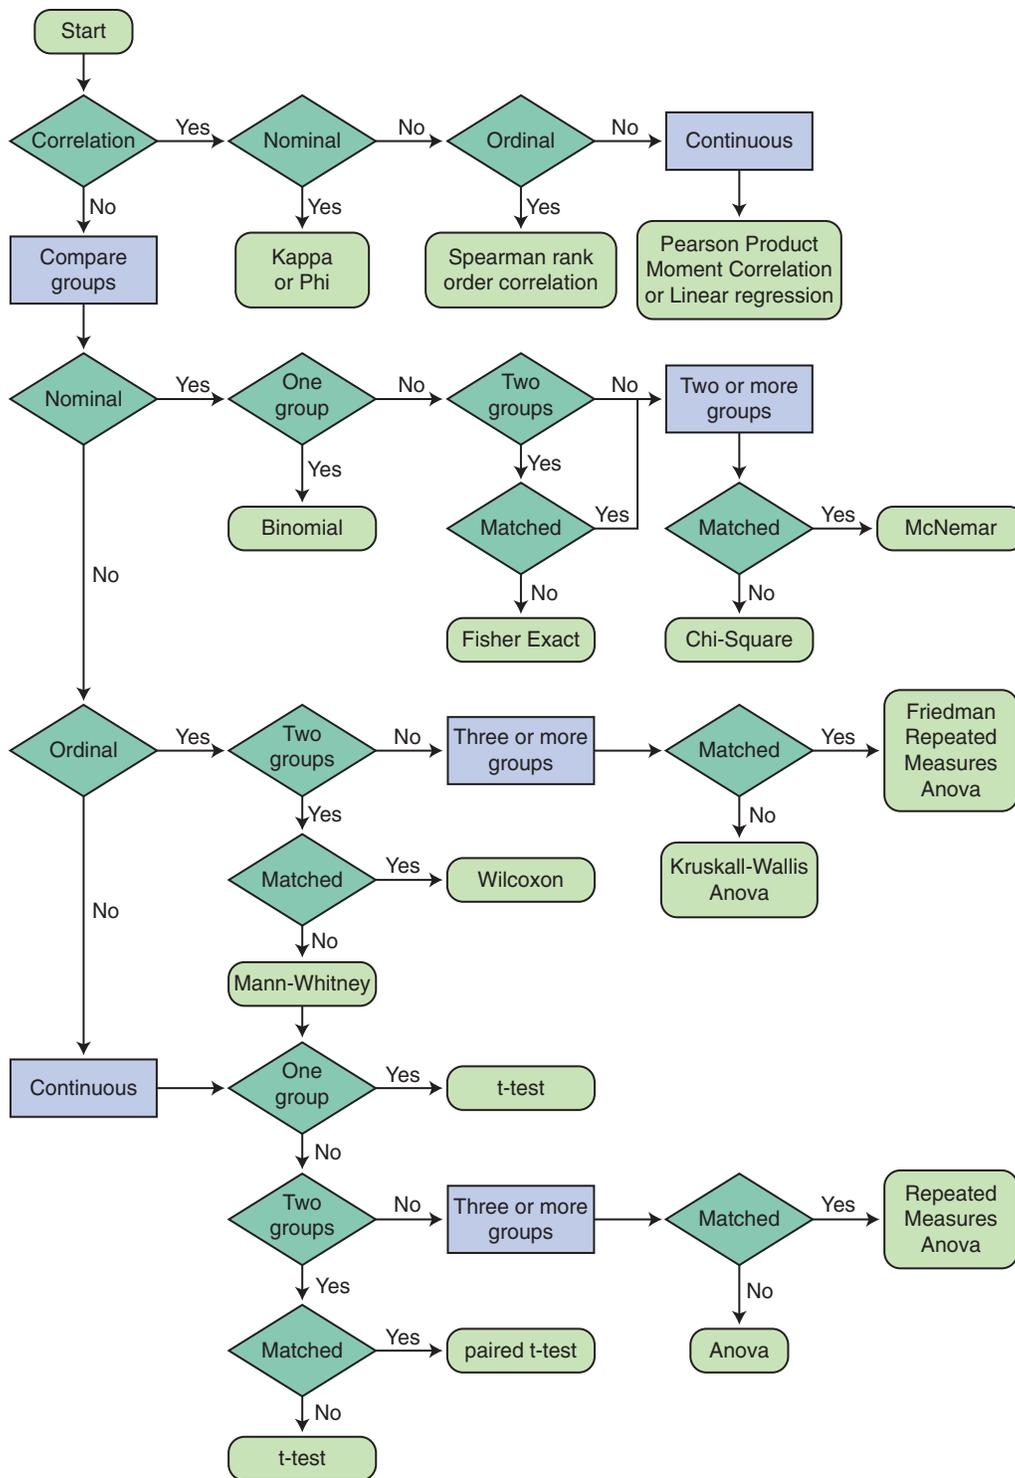 Start
Correlation
Yes
Nominal
No
Ordinal
No
Continuous
No
Yes
Yes
Compare
groups
Kappa
or Phi
Spearman rank
order correlation
Pearson Product
Moment Correlation
or Linear regression
Nominal
Yes
One
group
No
Two
groups
No
Two or more
groups
Yes
Yes
Binomial
Matched
Yes
Matched
Yes
McNemar
No
No
No
Fisher Exact
Chi-Square
Ordinal
Yes
Two
groups
No
Three or more
groups
Matched
Yes
Friedman
Repeated
Measures
Anova
Yes
No
Matched
Yes
Wilcoxon
Kruskall-Wallis
Anova
No
No
Mann-Whitney
Continuous
One
group
Yes
t-test
No
Two
groups
No
Three or more
groups
Matched
Yes
Repeated
Measures
Anova
Yes
No
Matched
Yes
paired t-test
Anova
No
t-test